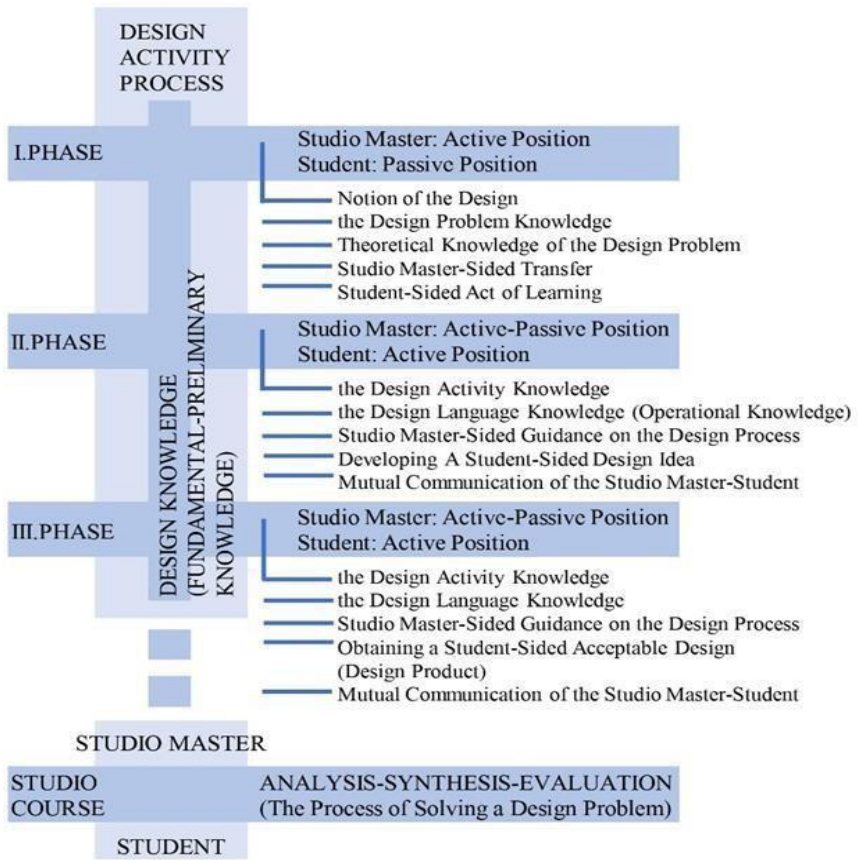 DESIGN
ACTIVITY
PROCESS
I.PHASE
Studio Master: Active Position
Student: Passive Position
Notion of the Design
the Design Problem Knowledge
Theoretical Knowledge of the Design Problem
Studio Master-Sided Transfer
Student-Sided Act of Learning
II.PHASE
Studio Master: Active-Passive Position
Student: Active Position
the Design Activity Knowledge
the Design Language Knowledge (Operational Knowledge)
Studio Master-Sided Guidance on the Design Process
Developing A Student-Sided Design Idea
Mutual Communication of the Studio Master-Student
III.PHASE
Studio Master: Active-Passive Position
Student: Active Position
the Design Activity Knowledge
the Design Language Knowledge
Studio Master-Sided Guidance on the Design Process
Obtaining a Student-Sided Acceptable Design
(Design Product)
Mutual Communication of the Studio Master-Student
DESIGN KNOWLEDGE
(FUNDAMENTAL-PRELIMINARY
KNOWLEDGE)
STUDIO MASTER
STUDIO
COURSE
ANALYSIS-SYNTHESIS-EVALUATION
(The Process of Solving a Design Problem)
STUDENT